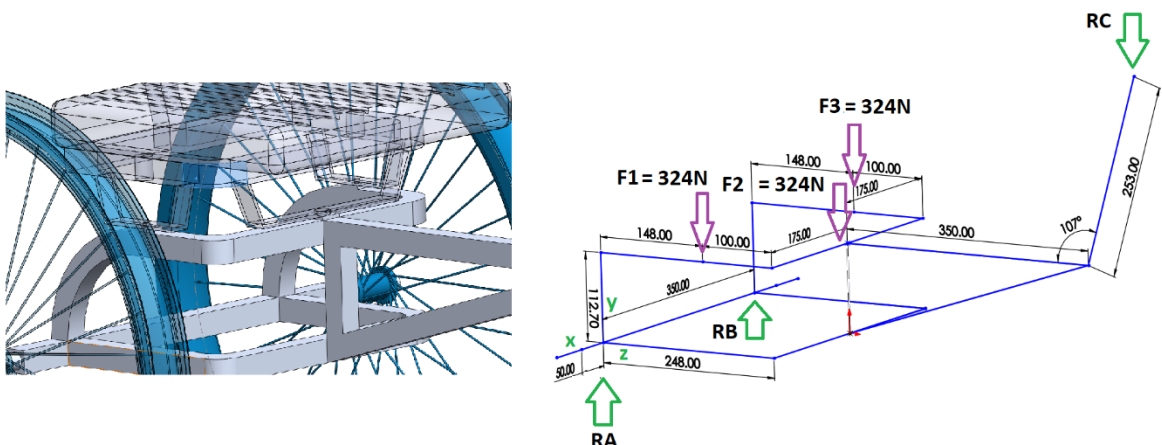 RC
F3 = 324N
148.00
100.00
F1 = 324N
F2 = 324N
175.00
148.00
100.00
175.00
350.00
107°
253.00
112.70
y
350.00
RB
x
z
50.00
248.00
RA